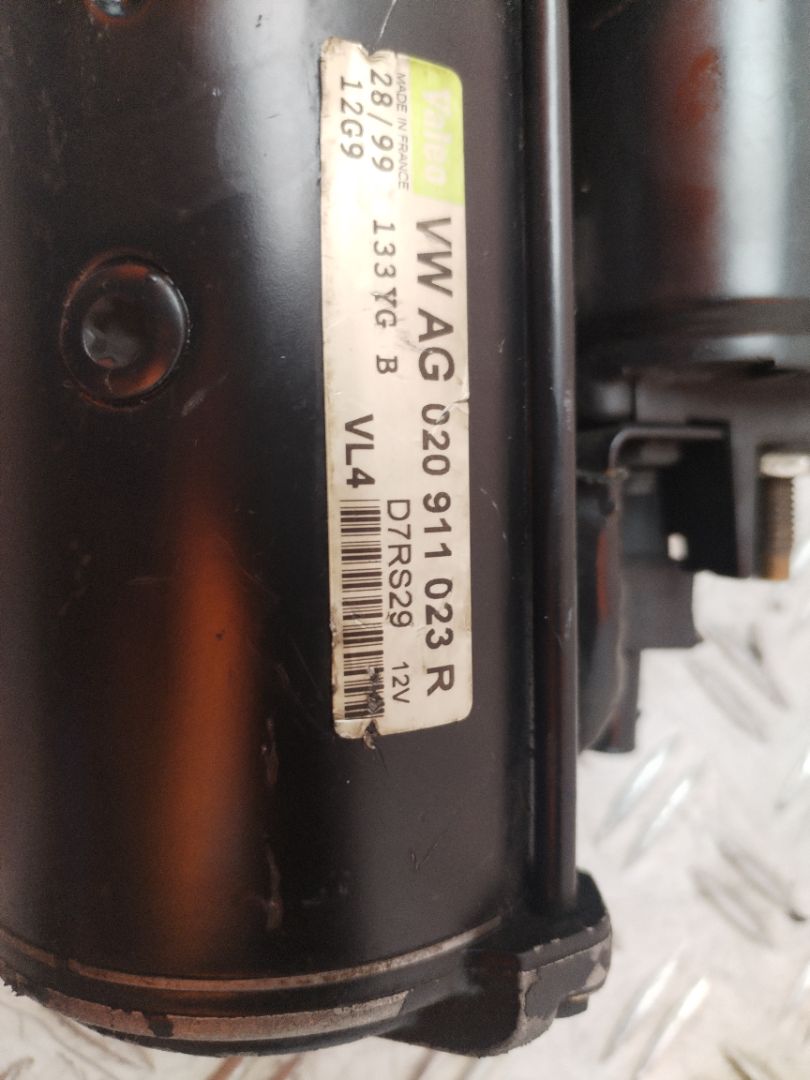 Valeo
VW AG 020 911 023 R
MADE IN FRANCE
D7RS29 12V
28/99 133YG B
12G9 VL4